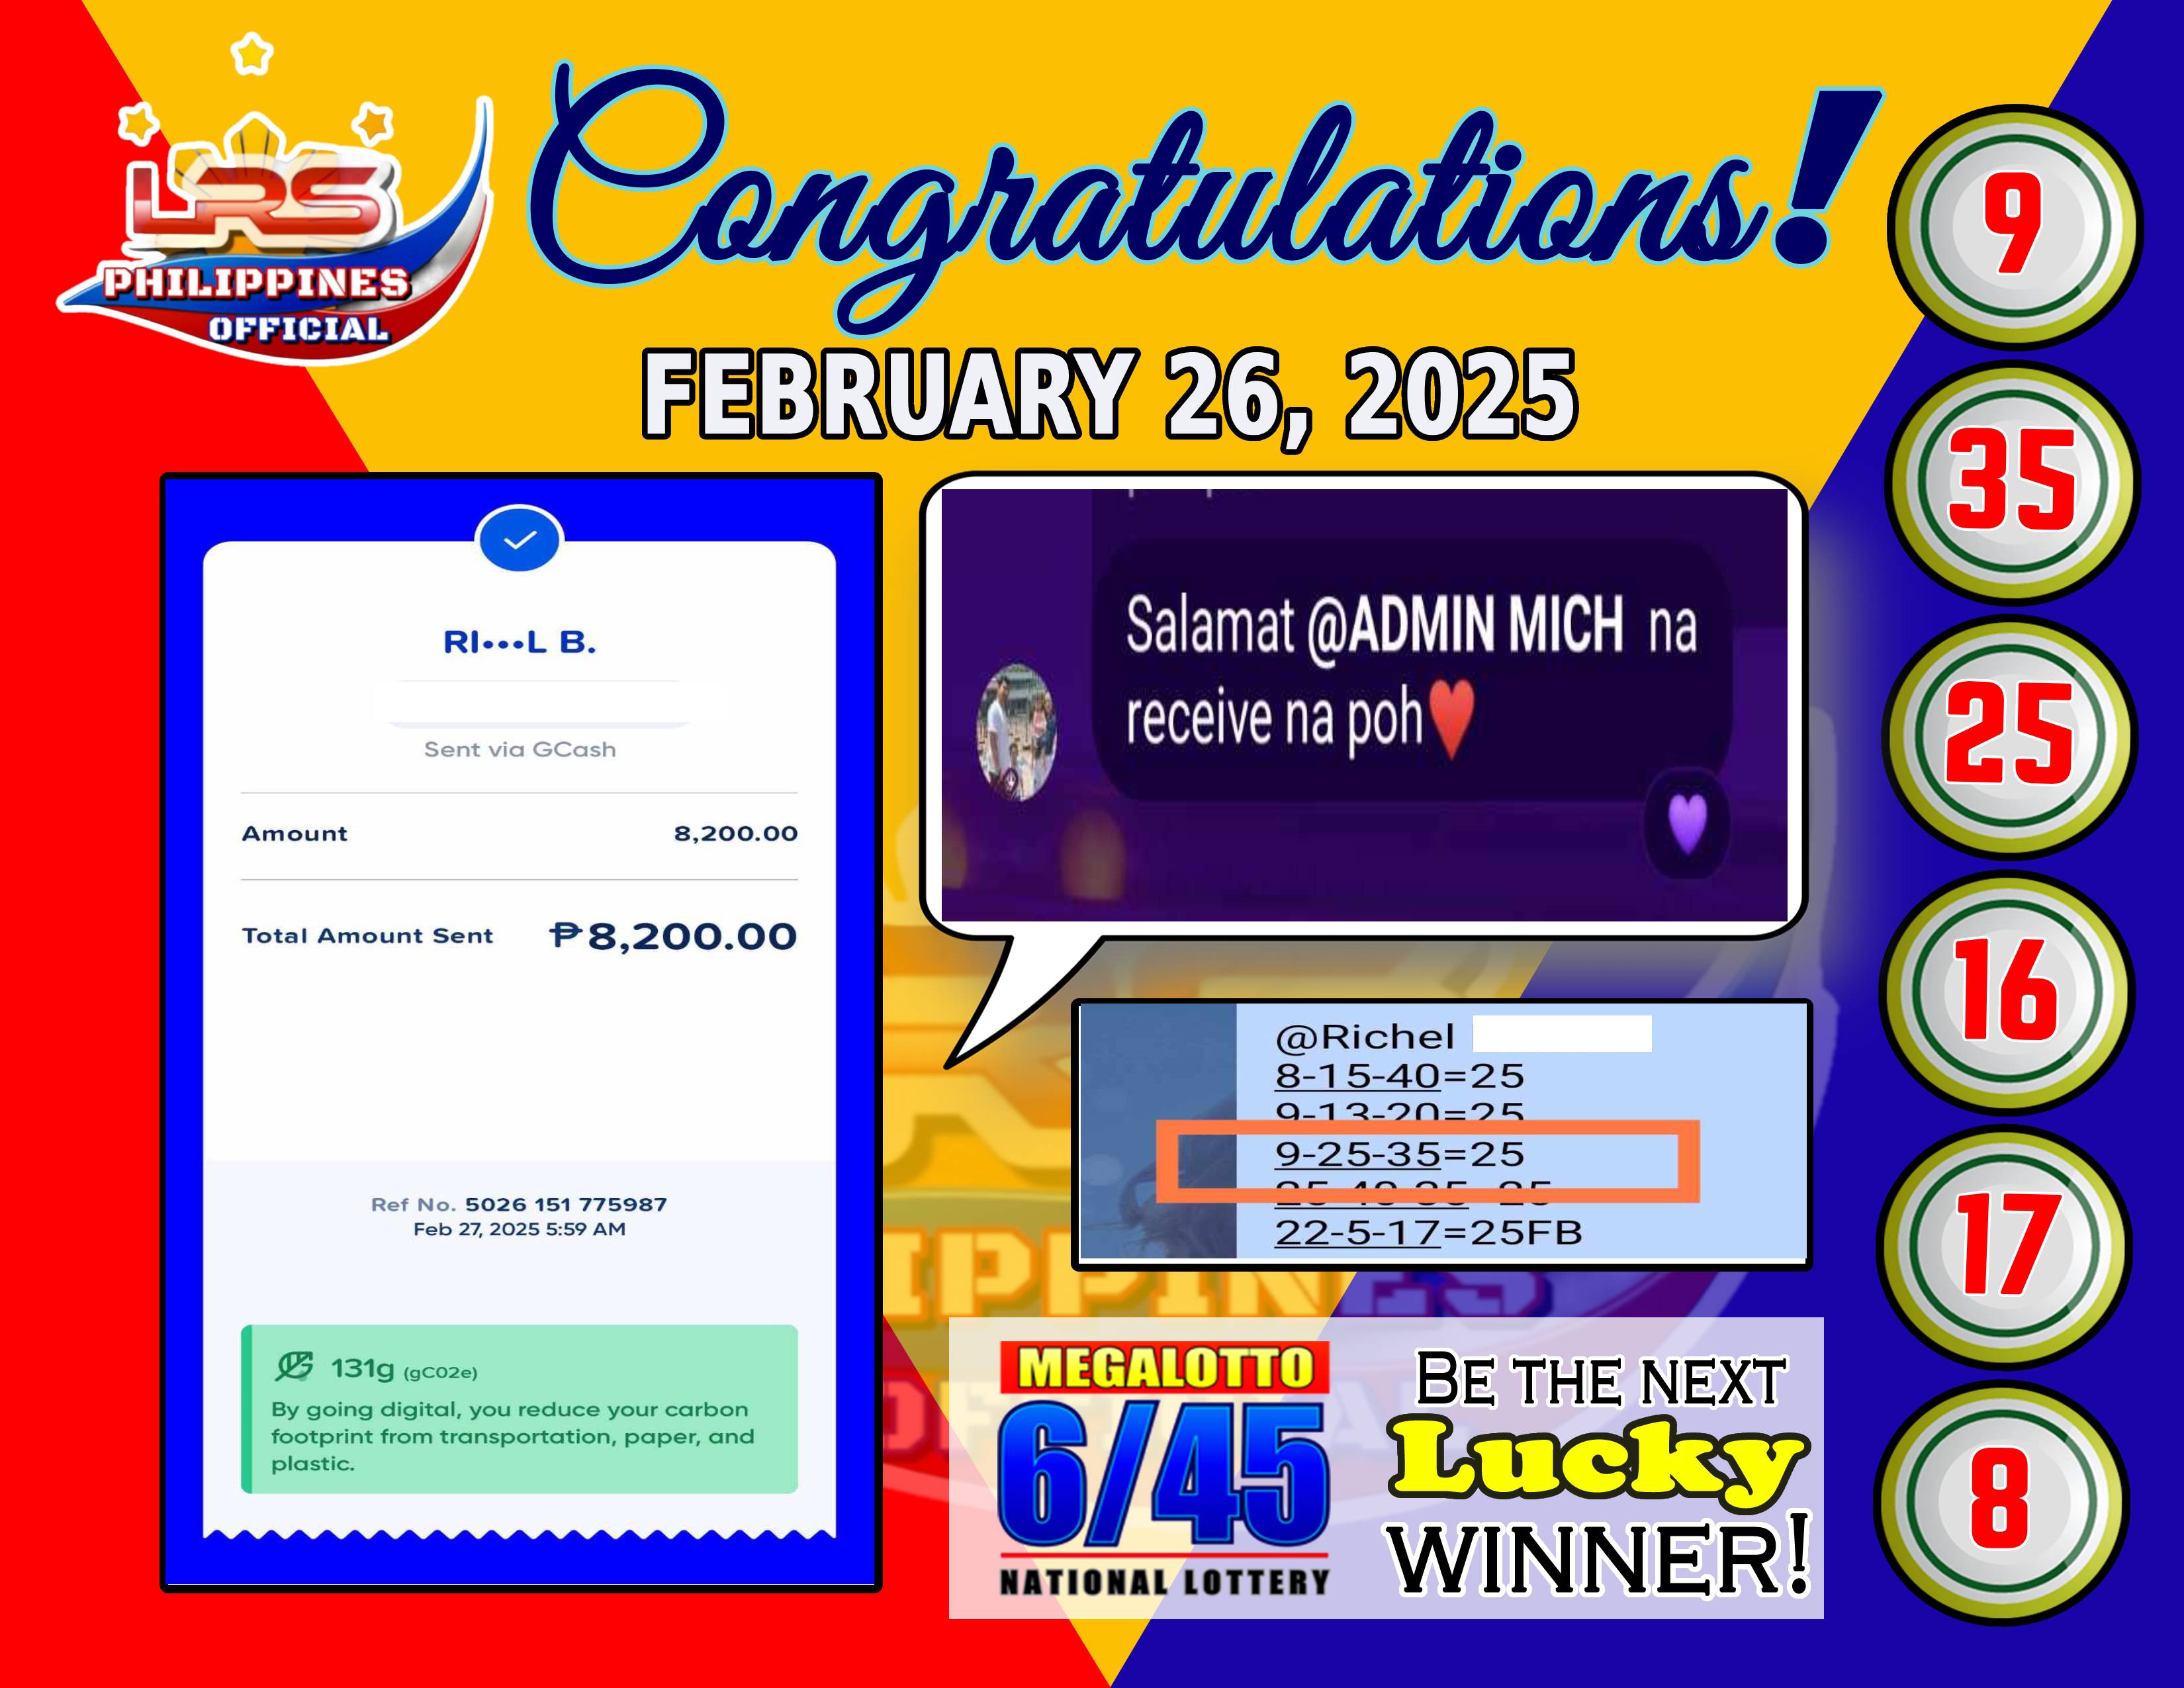 LRS
PHILIPPINES
OFFICIAL
Congratulations!
FEBRUARY 26, 2025
RI•••L B.
Sent via GCash
Amount 8,200.00
Total Amount Sent ₱8,200.00
Ref No. 5026 151 775987
Feb 27, 2025 5:59 AM
131g (gC02e)
By going digital, you reduce your carbon
footprint from transportation, paper, and
plastic.
Salamat @ADMIN MICH na
receive na poh❤️
💜
@Richel
8-15-40=25
9-13-20=25
9-25-35=25
22-5-17=25FB
MEGALOTTO
6/45
NATIONAL LOTTERY
BE THE NEXT
Lucky
WINNER!
9
35
25
16
17
8